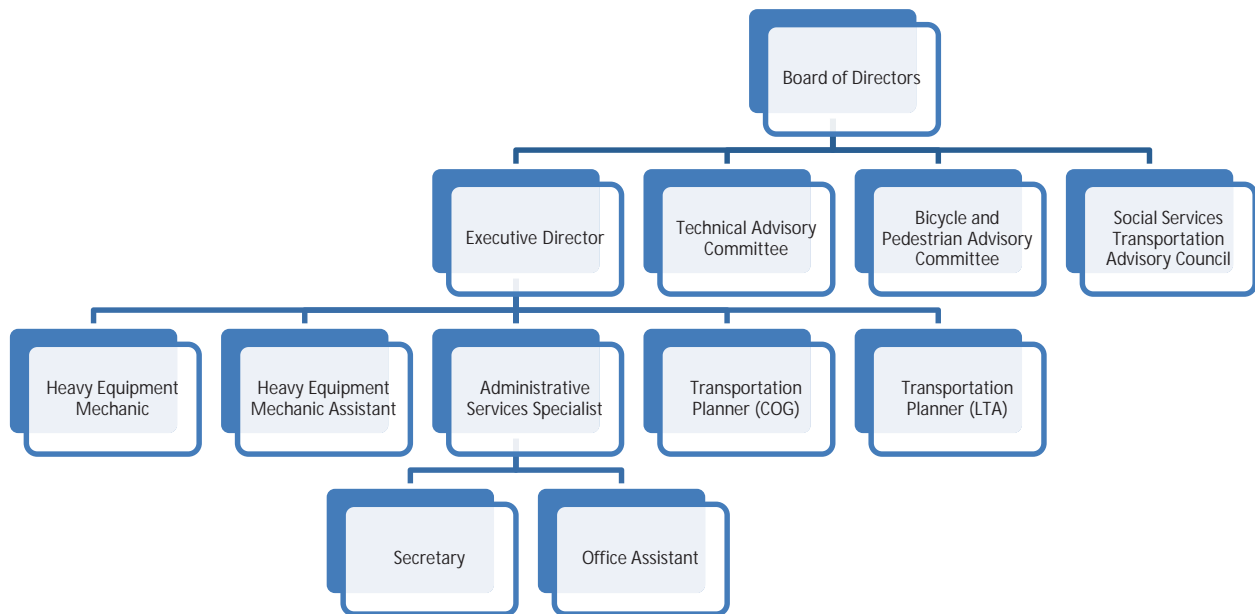 Board of Directors
Executive Director
Technical Advisory
Committee
Bicycle and
Pedestrian Advisory
Committee
Social Services
Transportation
Advisory Council
Heavy Equipment
Mechanic
Heavy Equipment
Mechanic Assistant
Administrative
Services Specialist
Transportation
Planner (COG)
Transportation
Planner (LTA)
Secretary
Office Assistant